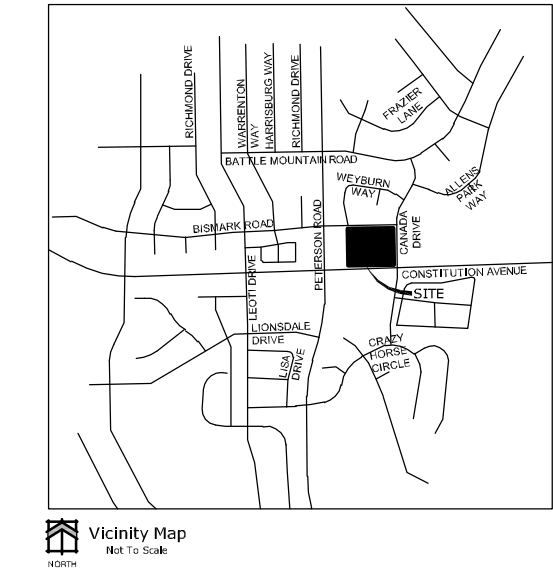 RICHMOND DRIVE
WARRENTON
WAY
HARRISBURG WAY
RICHMOND DRIVE
FRAZIER
LANE
BATTLE MOUNTAIN ROAD
WEYBURN
WAY
ALLENS
PARK
WAY
BISMARK ROAD
PETERSON ROAD
CANADA
DRIVE
LEOTI DRIVE
CONSTITUTION AVENUE
SITE
LIONSDALE
DRIVE
LISA
DRIVE
CRAZY
HORSE
CIRCLE
Vicinity Map
Not To Scale
NORTH